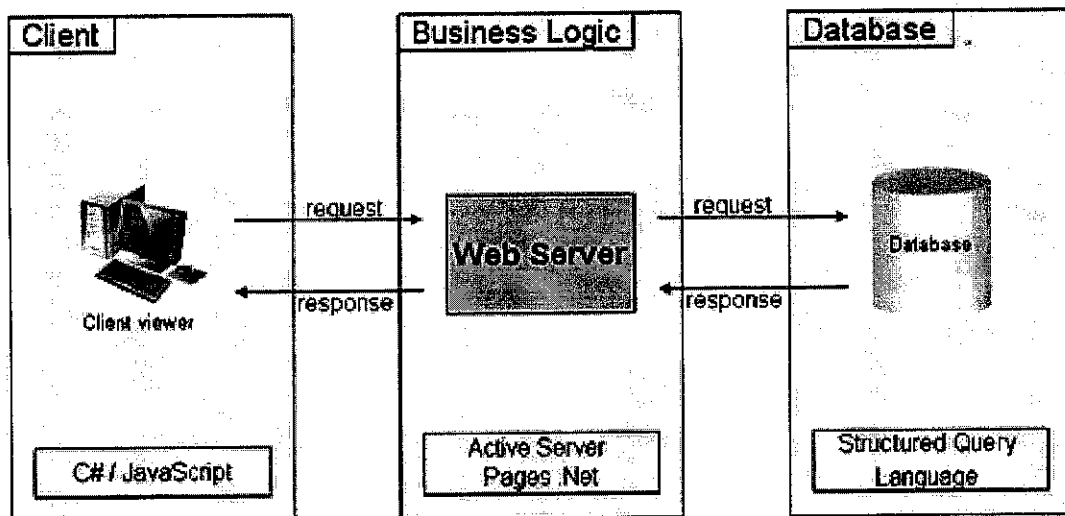 Client
Business Logic
Database
request
request
Web Server
Database
response
response
Client viewer
C# / JavaScript
Active Server
Pages .Net
Structured Query
Language